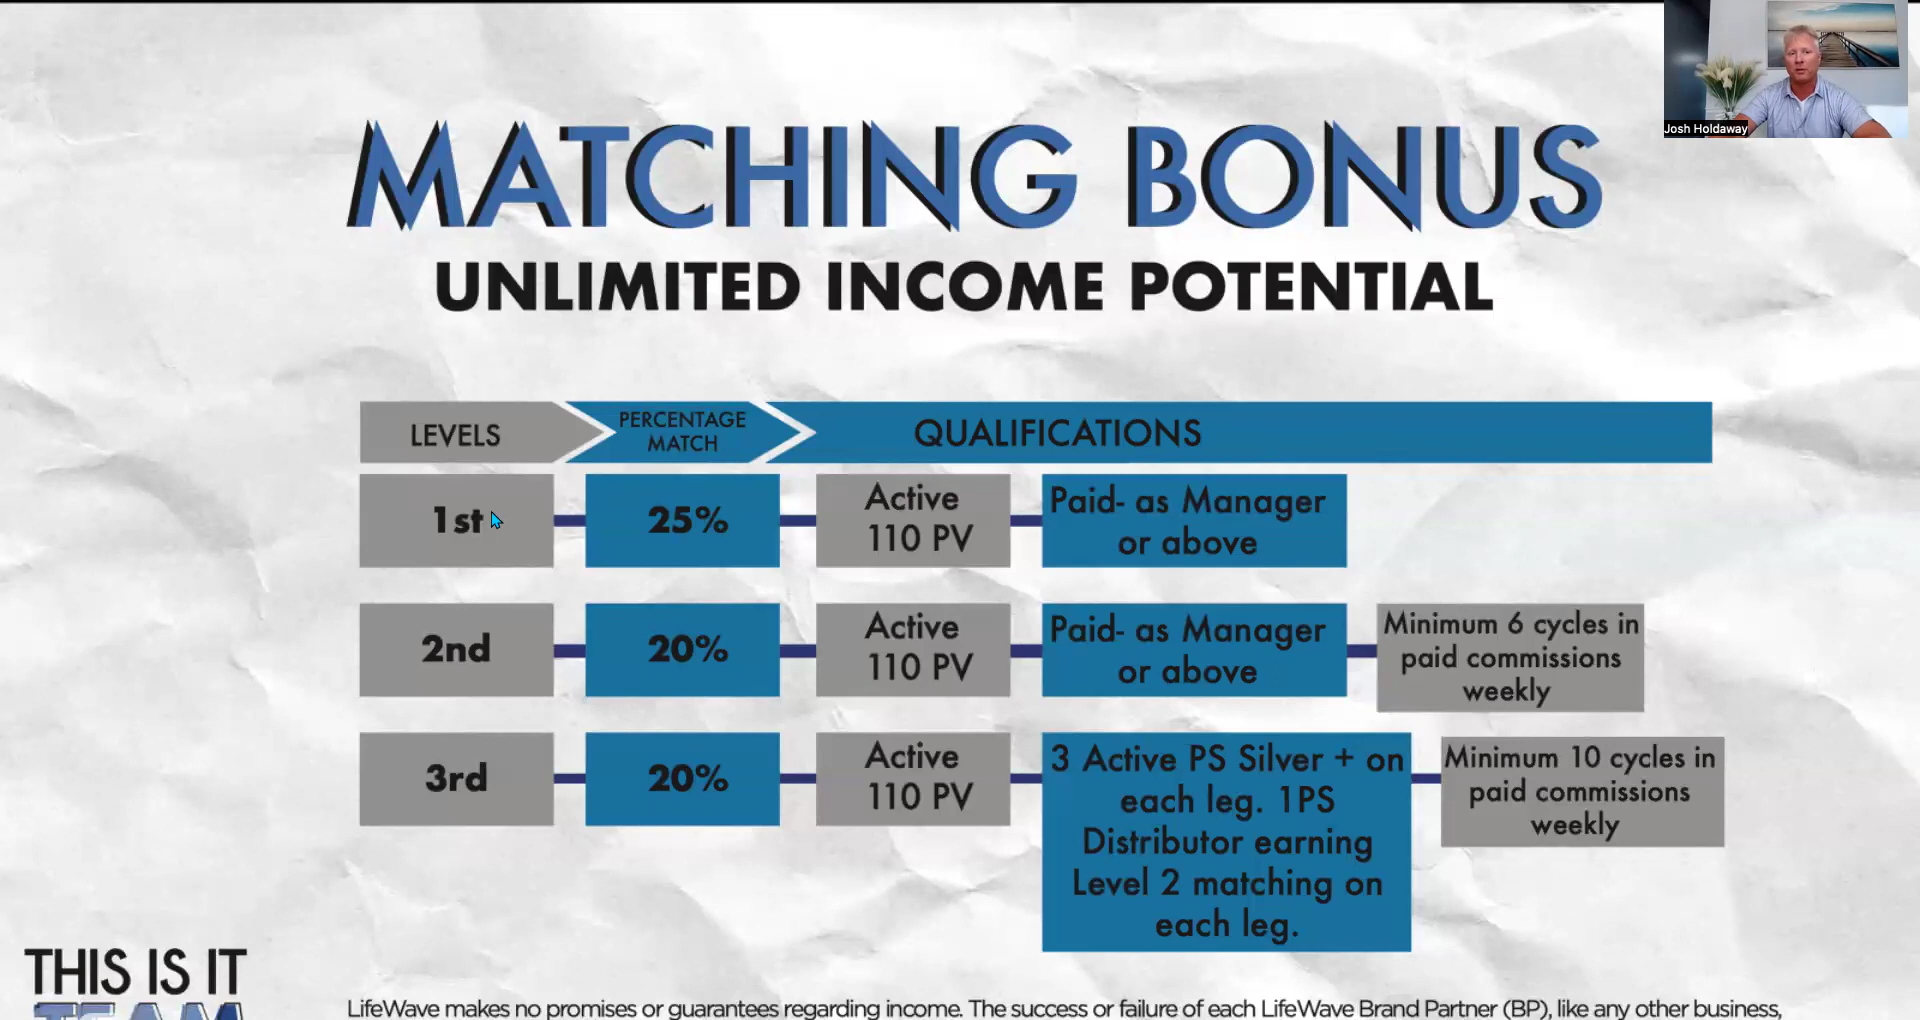 Josh Holdaway
MATCHING BONUS
UNLIMITED INCOME POTENTIAL
LEVELS
PERCENTAGE
MATCH
QUALIFICATIONS
1st
25%
Active
110 PV
Paid- as Manager
or above
2nd
20%
Active
110 PV
Paid- as Manager
or above
Minimum 6 cycles in
paid commissions
weekly
3rd
20%
Active
110 PV
3 Active PS Silver + on
each leg. 1PS
Distributor earning
Level 2 matching on
each leg.
Minimum 10 cycles in
paid commissions
weekly
THIS IS IT
TEAM
LifeWave makes no promises or guarantees regarding income. The success or failure of each LifeWave Brand Partner (BP), like any other business,